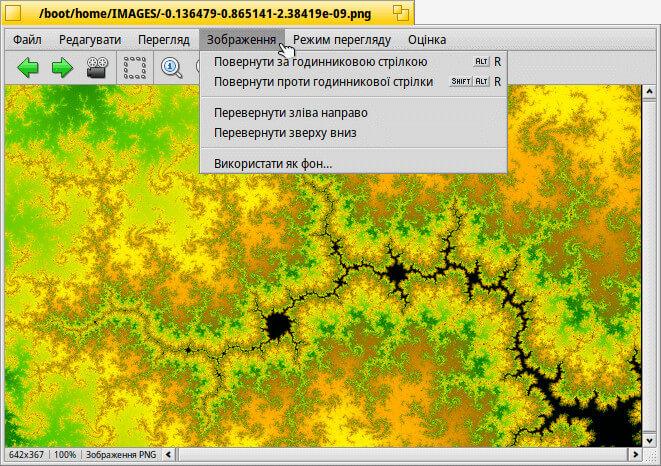 /boot/home/IMAGES/-0.136479-0.865141-2.38419e-09.png
Файл Редагувати Перегляд Зображення Режим перегляду Оцінка
Повернути за годинниковою стрілкою ALT R
Повернути проти годинникової стрілки SHIFT ALT R
Перевернути зліва направо
Перевернути зверху вниз
Використати як фон...
642x367 100% Зображення PNG